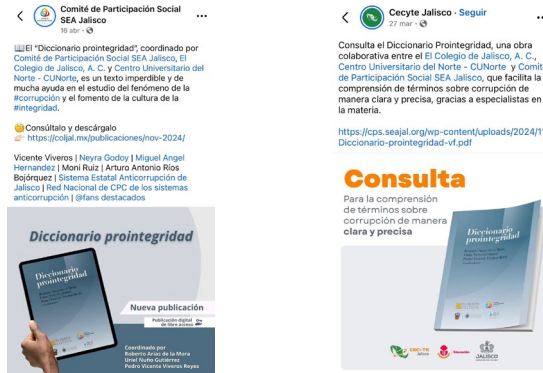 Comité de Participación Social
SEA Jalisco
16 abr ·
📖El “Diccionario prointegridad”, coordinado por
Comité de Participación Social SEA Jalisco, El
Colegio de Jalisco, A. C. y Centro Universitario del
Norte - CUNorte, es un texto imperdible y de
mucha ayuda en el estudio del fenómeno de la
#corrupción y el fomento de la cultura de la
#integridad.
🧐Consúltalo y descárgalo
👉 https://coljal.mx/publicaciones/nov-2024/
Vicente Viveros | Neyra Godoy | Miguel Angel
Hernandez | Moni Ruiz | Arturo Antonio Ríos
Bojórquez | Sistema Estatal Anticorrupción de
Jalisco | Red Nacional de CPC de los sistemas
anticorrupción | @fans destacados
Diccionario prointegridad
Diccionario
prointegridad
Nueva publicación
Publicación digital
de libre acceso
Coordinado por
Roberto Arias de la Mora
Uriel Nuño Gutiérrez
Pedro Vicente Viveros Reyes
Cecyte Jalisco · Seguir
27 mar ·
Consulta el Diccionario Prointegridad, una obra
colaborativa entre el El Colegio de Jalisco, A. C.,
Centro Universitario del Norte - CUNorte y Comit
de Participación Social SEA Jalisco, que facilita la
comprensión de términos sobre corrupción de
manera clara y precisa, gracias a especialistas en
la materia.
https://cps.seajal.org/wp-content/uploads/2024/11
Diccionario-prointegridad-vf.pdf
Consulta
Para la comprensión
de términos sobre
corrupción de manera
clara y precisa
Diccionario
prointegridad
CECyTE
Jalisco
Educación
JALISCO